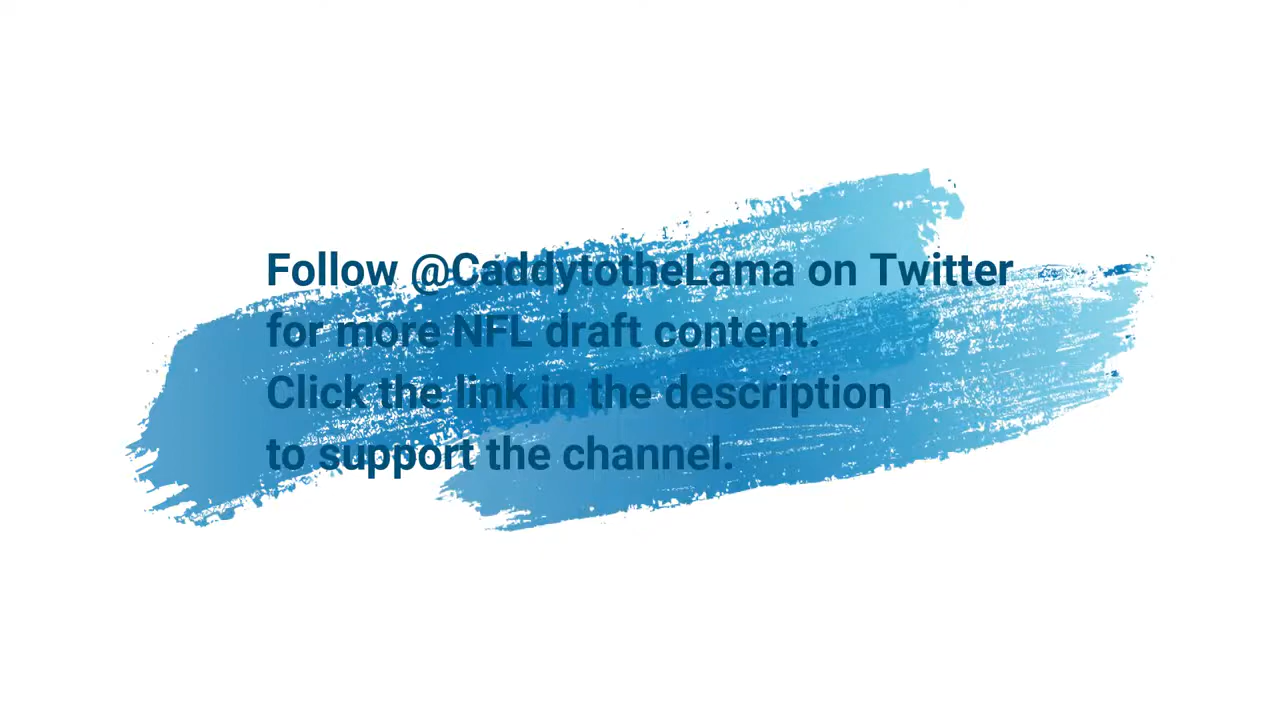 Follow @CaddytotheLama on Twitter
for more NFL draft content.
Click the link in the description
to support the channel.